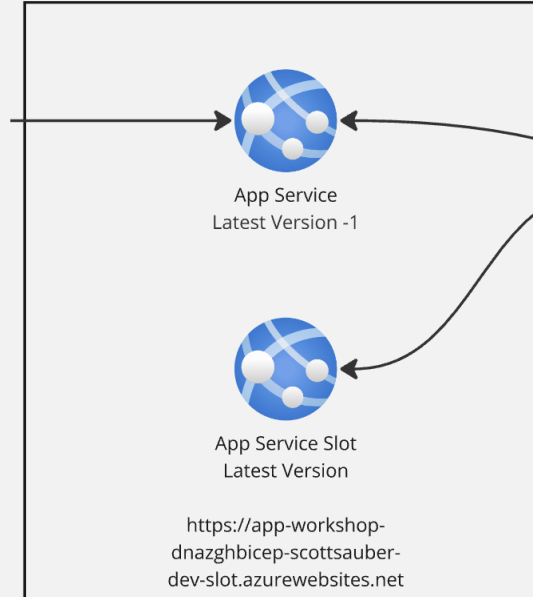 App Service
Latest Version -1
App Service Slot
Latest Version
https://app-workshop-
dnazghbicep-scottsauber-
dev-slot.azurewebsites.net